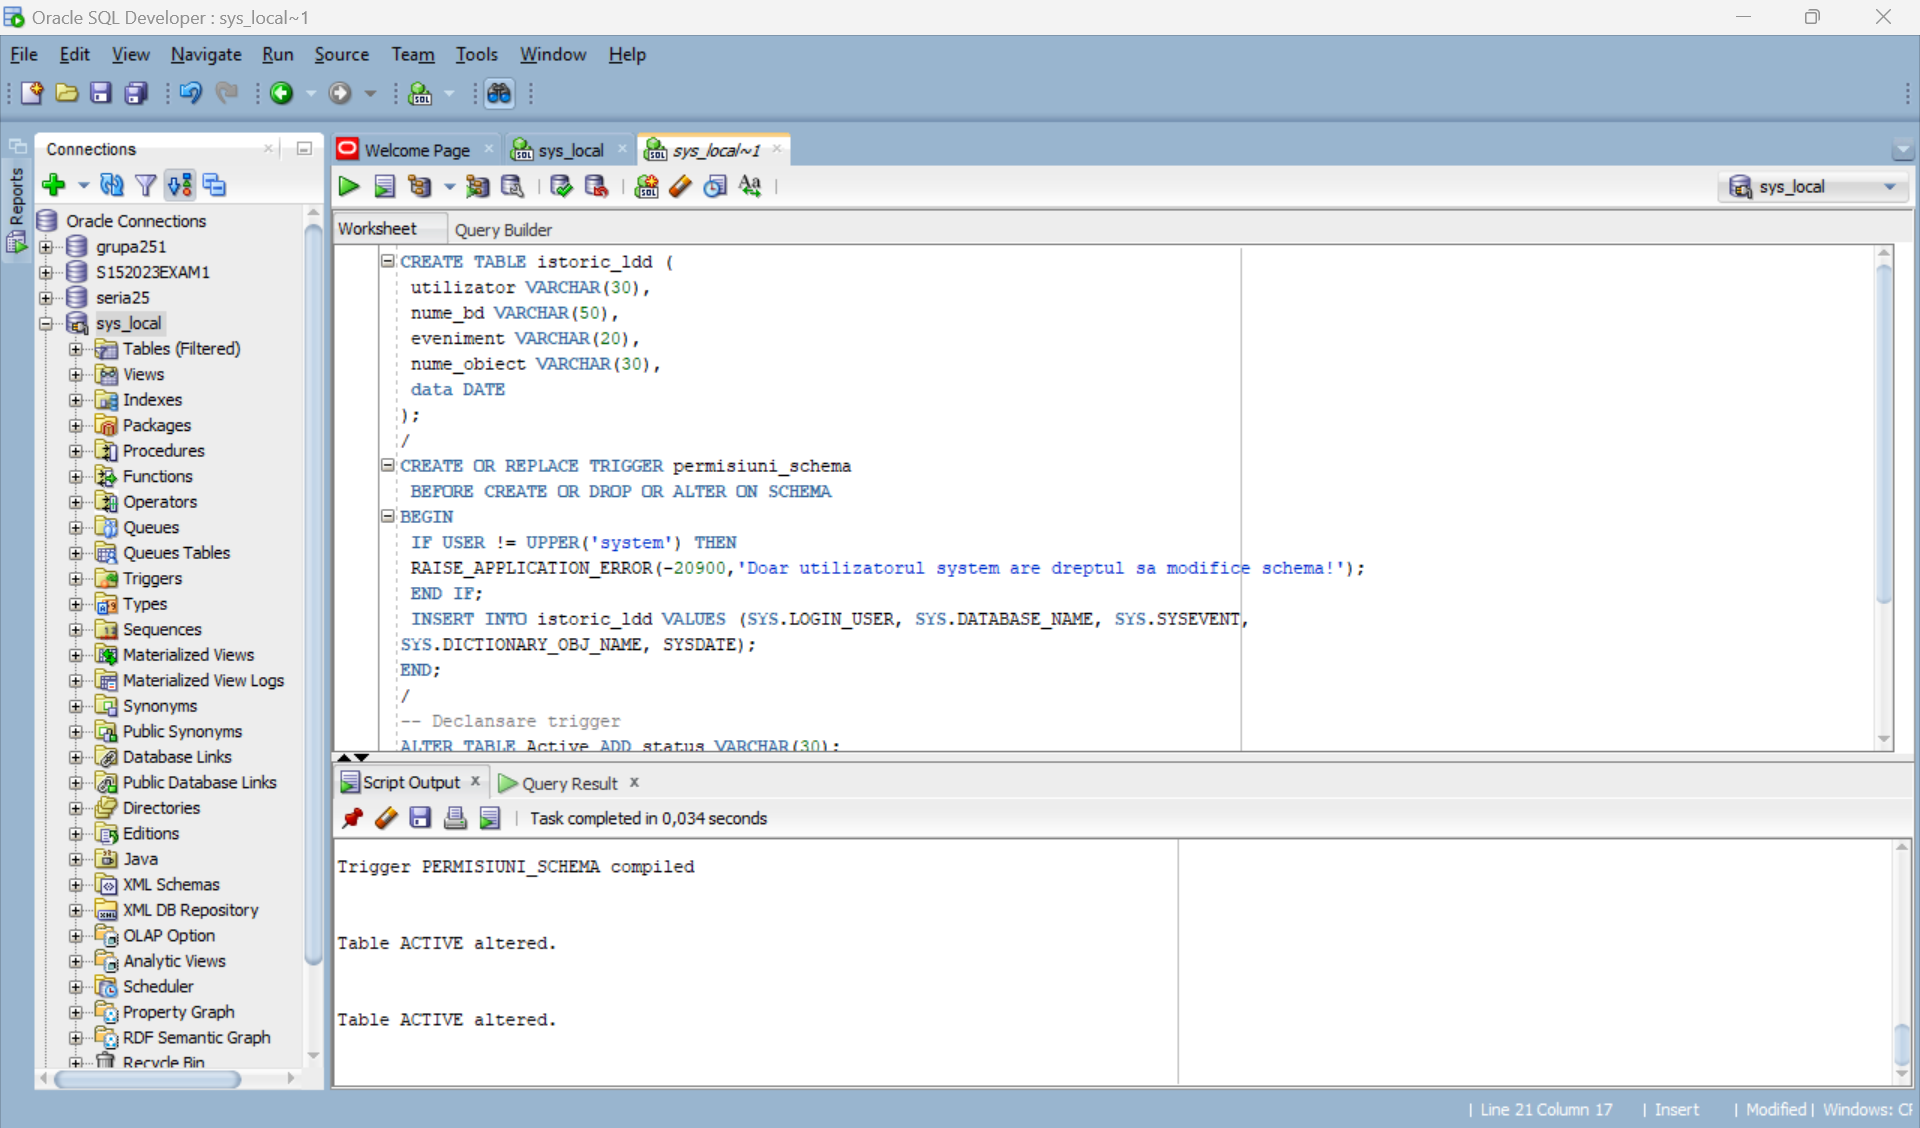 Oracle SQL Developer : sys_local~1
File Edit View Navigate Run Source Team Tools Window Help
Reports
Connections
Oracle Connections
grupa251
S152023EXAM1
seria25
sys_local
Tables (Filtered)
Views
Indexes
Packages
Procedures
Functions
Operators
Queues
Queues Tables
Triggers
Types
Sequences
Materialized Views
Materialized View Logs
Synonyms
Public Synonyms
Database Links
Public Database Links
Directories
Editions
Java
XML Schemas
XML DB Repository
OLAP Option
Analytic Views
Scheduler
Property Graph
RDF Semantic Graph
Recycle Bin
Welcome Page
sys_local
sys_local~1
sys_local
Worksheet
Query Builder
CREATE TABLE istoric_ldd (
utilizator VARCHAR(30),
nume_bd VARCHAR(50),
eveniment VARCHAR(20),
nume_obiect VARCHAR(30),
data DATE
);
/
CREATE OR REPLACE TRIGGER permisiuni_schema
BEFORE CREATE OR DROP OR ALTER ON SCHEMA
BEGIN
IF USER != UPPER('system') THEN
RAISE_APPLICATION_ERROR(-20900,'Doar utilizatorul system are dreptul sa modifice schema!');
END IF;
INSERT INTO istoric_ldd VALUES (SYS.LOGIN_USER, SYS.DATABASE_NAME, SYS.SYSEVENT,
SYS.DICTIONARY_OBJ_NAME, SYSDATE);
END;
/
-- Declansare trigger
ALTER TABLE Active ADD status VARCHAR(30);
Script Output
Query Result
Task completed in 0,034 seconds
Trigger PERMISIUNI_SCHEMA compiled
Table ACTIVE altered.
Table ACTIVE altered.
| Line 21 Column 17 | Insert | Modified | Windows: CF